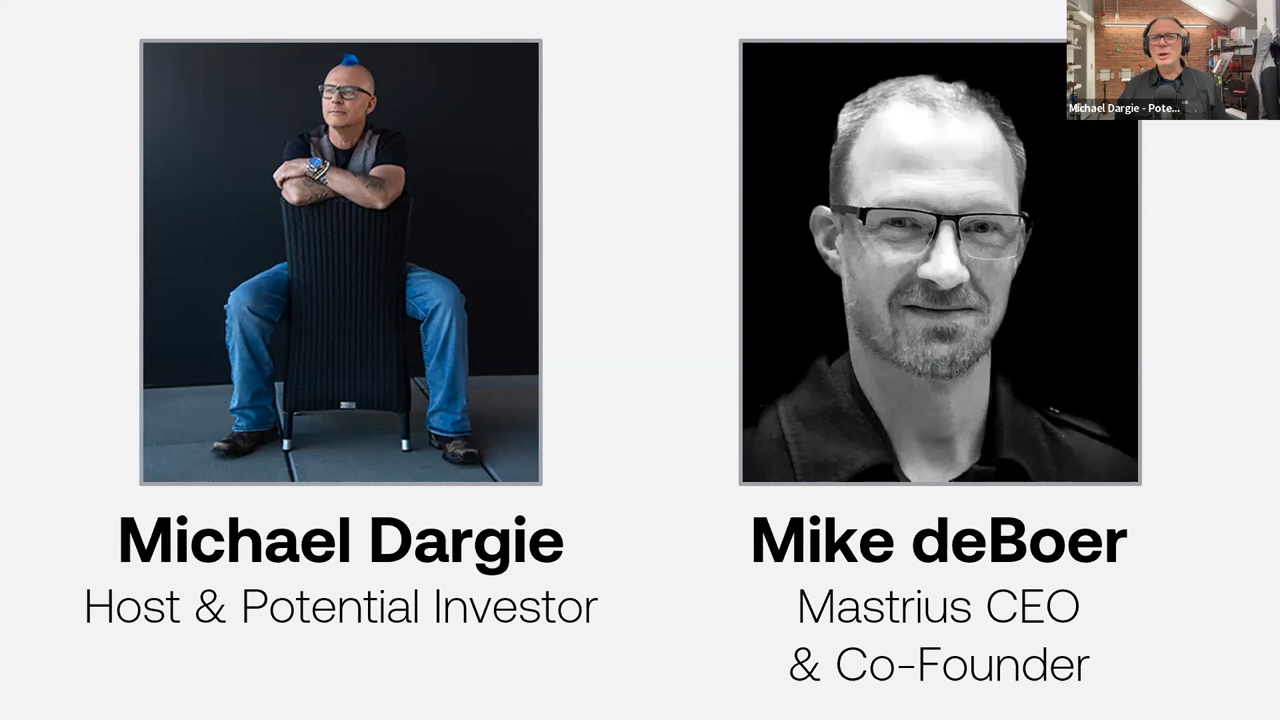 Michael Dargie - Pote...
Michael Dargie
Host & Potential Investor
Mike deBoer
Mastrius CEO
& Co-Founder